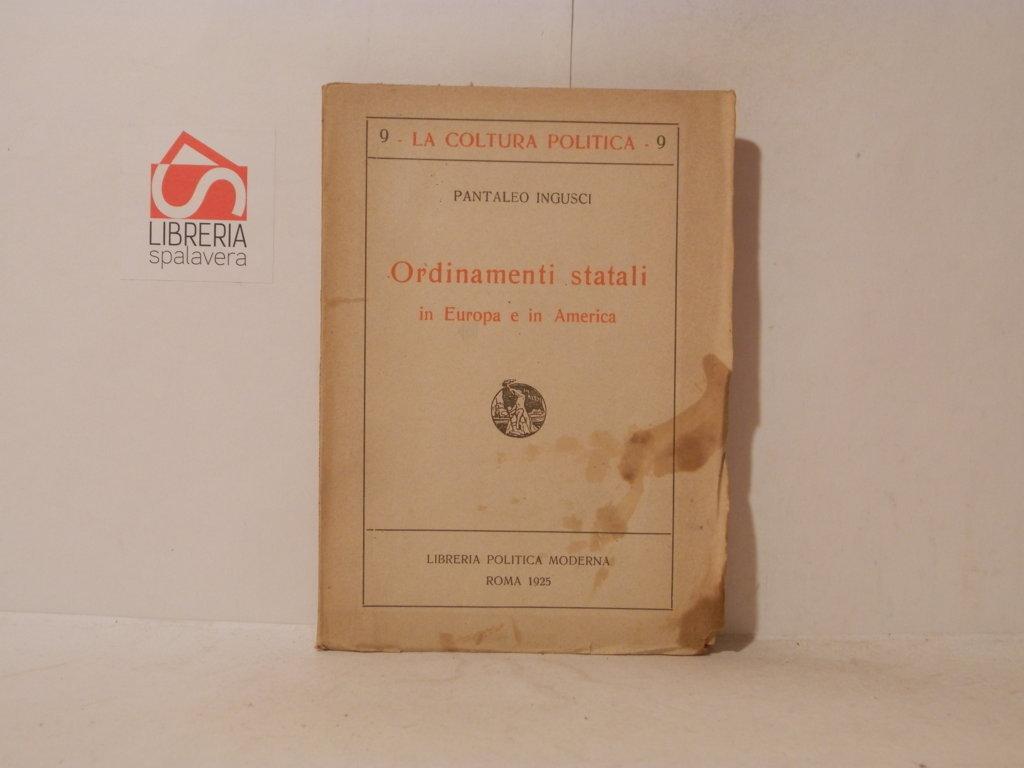 LIBRERIA
spalavera
9 - LA COLTURA POLITICA - 9
PANTALEO INGUSCI
Ordinamenti statali
in Europa e in America
LIBRERIA POLITICA MODERNA
ROMA 1925